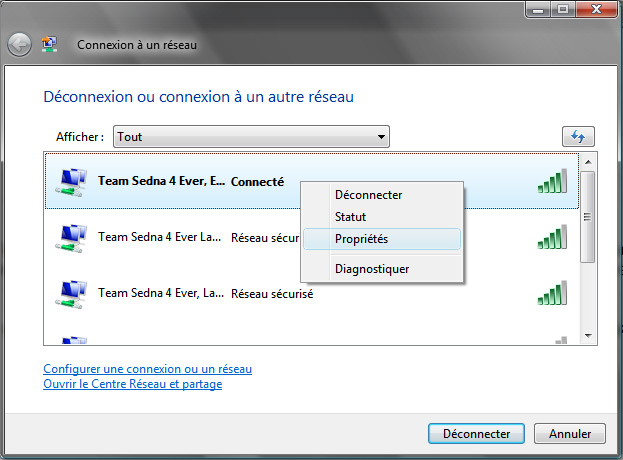 Connexion à un réseau
Déconnexion ou connexion à un autre réseau
Afficher : Tout
Team Sedna 4 Ever, E... Connecté
Déconnecter
Statut
Team Sedna 4 Ever La... Réseau sécur
Propriétés
Diagnostiquer
Team Sedna 4 Ever, La... Réseau sécurisé
Configurer une connexion ou un réseau
Ouvrir le Centre Réseau et partage
Déconnecter Annuler